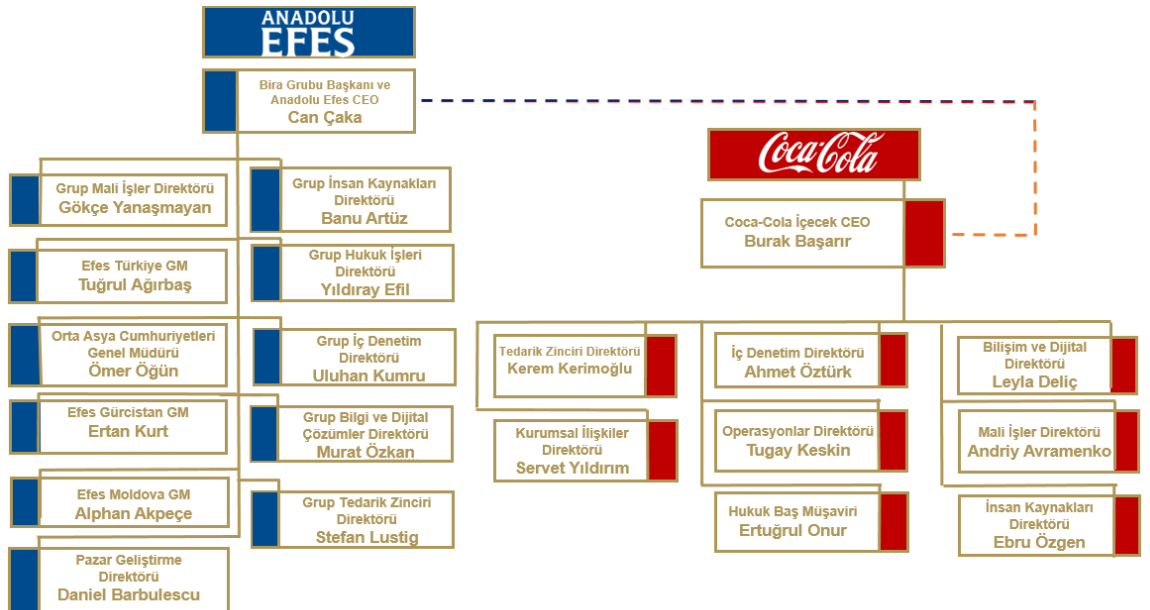 ANADOLU
EFES
Bira Grubu Başkanı ve
Anadolu Efes CEO
Can Çaka
Grup Mali İşler Direktörü
Gökçe Yanaşmayan
Grup İnsan Kaynakları
Direktörü
Banu Artüz
Efes Türkiye GM
Tuğrul Ağırbaş
Grup Hukuk İşleri
Direktörü
Yıldıray Efil
Orta Asya Cumhuriyetleri
Genel Müdürü
Ömer Öğün
Grup İç Denetim
Direktörü
Uluhan Kumru
Efes Gürcistan GM
Ertan Kurt
Grup Bilgi ve Dijital
Çözümler Direktörü
Murat Özkan
Efes Moldova GM
Alphan Akpeçe
Grup Tedarik Zinciri
Direktörü
Stefan Lustig
Pazar Geliştirme
Direktörü
Daniel Barbulescu
Coca-Cola
Coca-Cola İçecek CEO
Burak Başarır
Tedarik Zinciri Direktörü
Kerem Kerimoğlu
Kurumsal İlişkiler
Direktörü
Servet Yıldırım
İç Denetim Direktörü
Ahmet Öztürk
Operasyonlar Direktörü
Tugay Keskin
Hukuk Baş Müşaviri
Ertuğrul Onur
Bilişim ve Dijital
Direktörü
Leyla Deliç
Mali İşler Direktörü
Andriy Avramenko
İnsan Kaynakları
Direktörü
Ebru Özgen